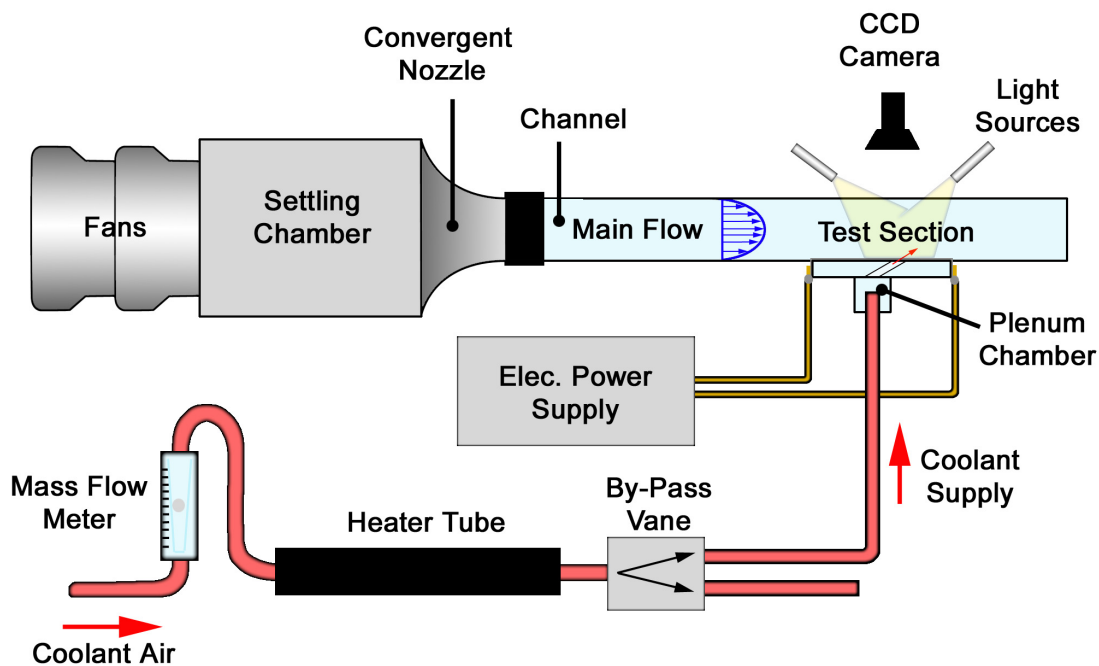 CCD
Camera
Convergent
Nozzle
Light
Sources
Channel
Settling
Chamber
Fans
Main Flow
Test Section
Plenum
Chamber
Elec. Power
Supply
Mass Flow
Meter
Heater Tube
By-Pass
Vane
Coolant
Supply
Coolant Air